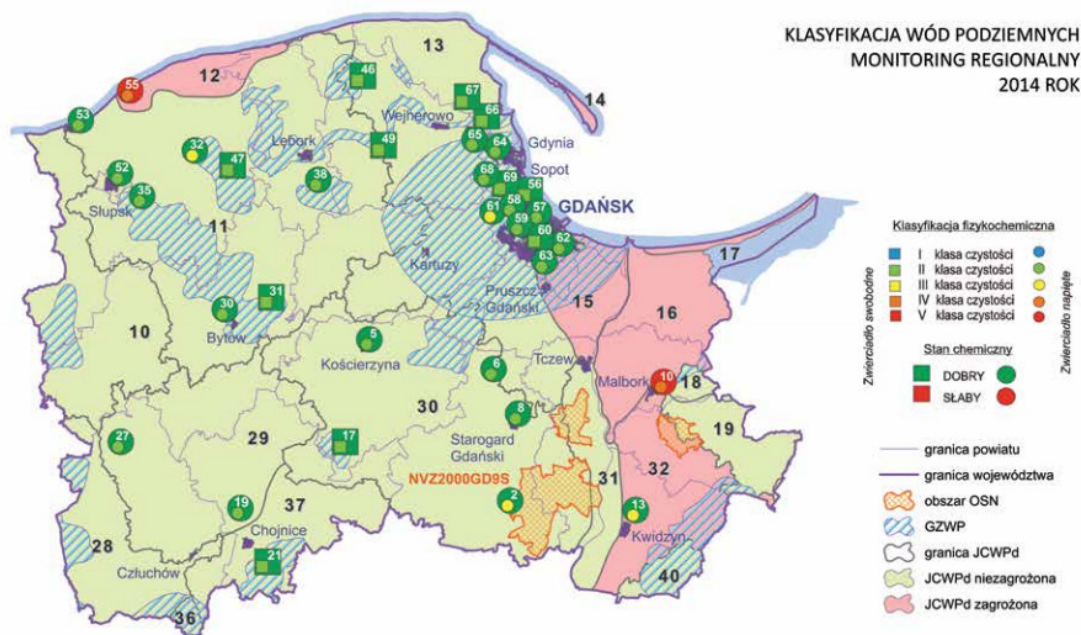 KLASYFIKACJA WÓD PODZIEMNYCH
MONITORING REGIONALNY
2014 ROK
13
46
12
55
67
14
53
66
Wejherowo
65
64
Gdynia
32
Lębork
49
47
52
38
68
69
Sopot
56
35
Słupsk
61
58
57
GDAŃSK
59
60
62
11
17
Kartuzy
63
Pruszcz
Gdański
15
16
31
30
10
Bytów
5
Kościerzyna
Tczew
6
Malbork
10
18
30
8
19
27
29
17
Starogard
Gdański
31
32
NVZ2000GD9S
2
19
37
13
Chojnice
Kwidzyn
28
21
Człuchów
40
36
Klasyfikacja fizykochemiczna
Zwierciadło swobodne
I klasa czystości
II klasa czystości
III klasa czystości
IV klasa czystości
V klasa czystości
Zwierciadło napięte
Stan chemiczny
DOBRY
SŁABY
granica powiatu
granica województwa
obszar OSN
GZWP
granica JCWPd
JCWPd niezagrożona
JCWPd zagrożona